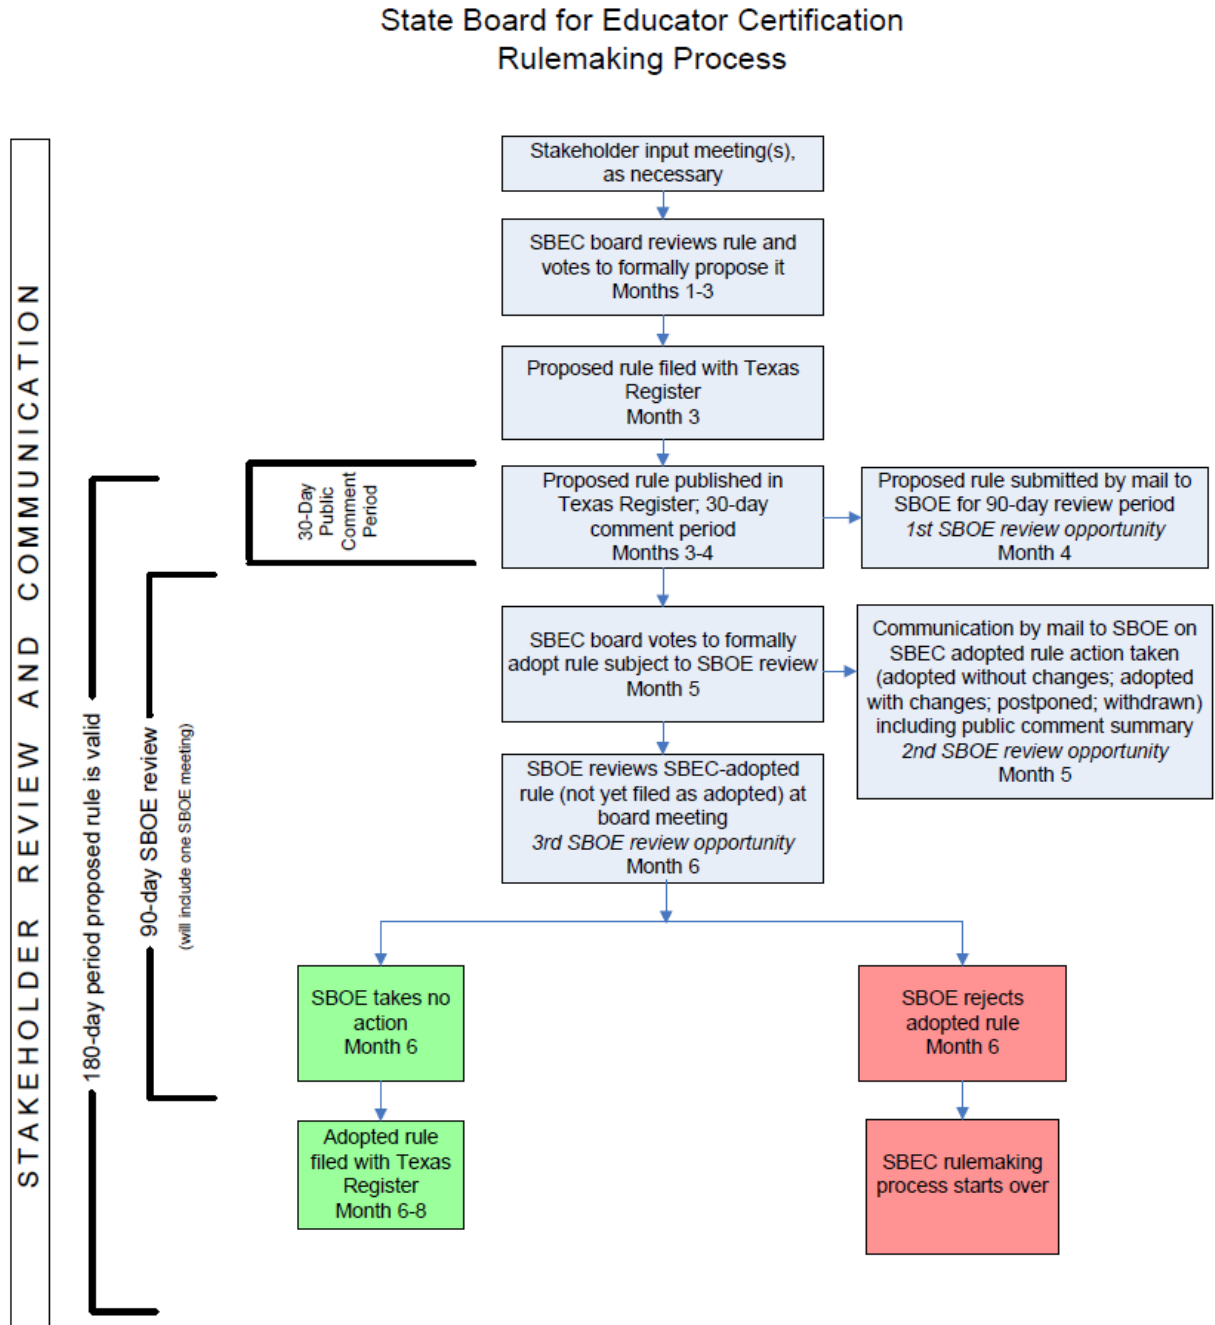 State Board for Educator Certification
Rulemaking Process
STAKEHOLDER REVIEW AND COMMUNICATION
Stakeholder input meeting(s),
as necessary
SBEC board reviews rule and
votes to formally propose it
Months 1-3
Proposed rule filed with Texas
Register
Month 3
30-Day
Public
Comment
Period
Proposed rule published in
Texas Register; 30-day
comment period
Months 3-4
Proposed rule submitted by mail to
SBOE for 90-day review period
1st SBOE review opportunity
Month 4
180-day period proposed rule is valid
90-day SBOE review
(will include one SBOE meeting)
SBEC board votes to formally
adopt rule subject to SBOE review
Month 5
Communication by mail to SBOE on
SBEC adopted rule action taken
(adopted without changes; adopted
with changes; postponed; withdrawn)
including public comment summary
2nd SBOE review opportunity
Month 5
SBOE reviews SBEC-adopted
rule (not yet filed as adopted) at
board meeting
3rd SBOE review opportunity
Month 6
SBOE takes no
action
Month 6
SBOE rejects
adopted rule
Month 6
Adopted rule
filed with Texas
Register
Month 6-8
SBEC rulemaking
process starts over